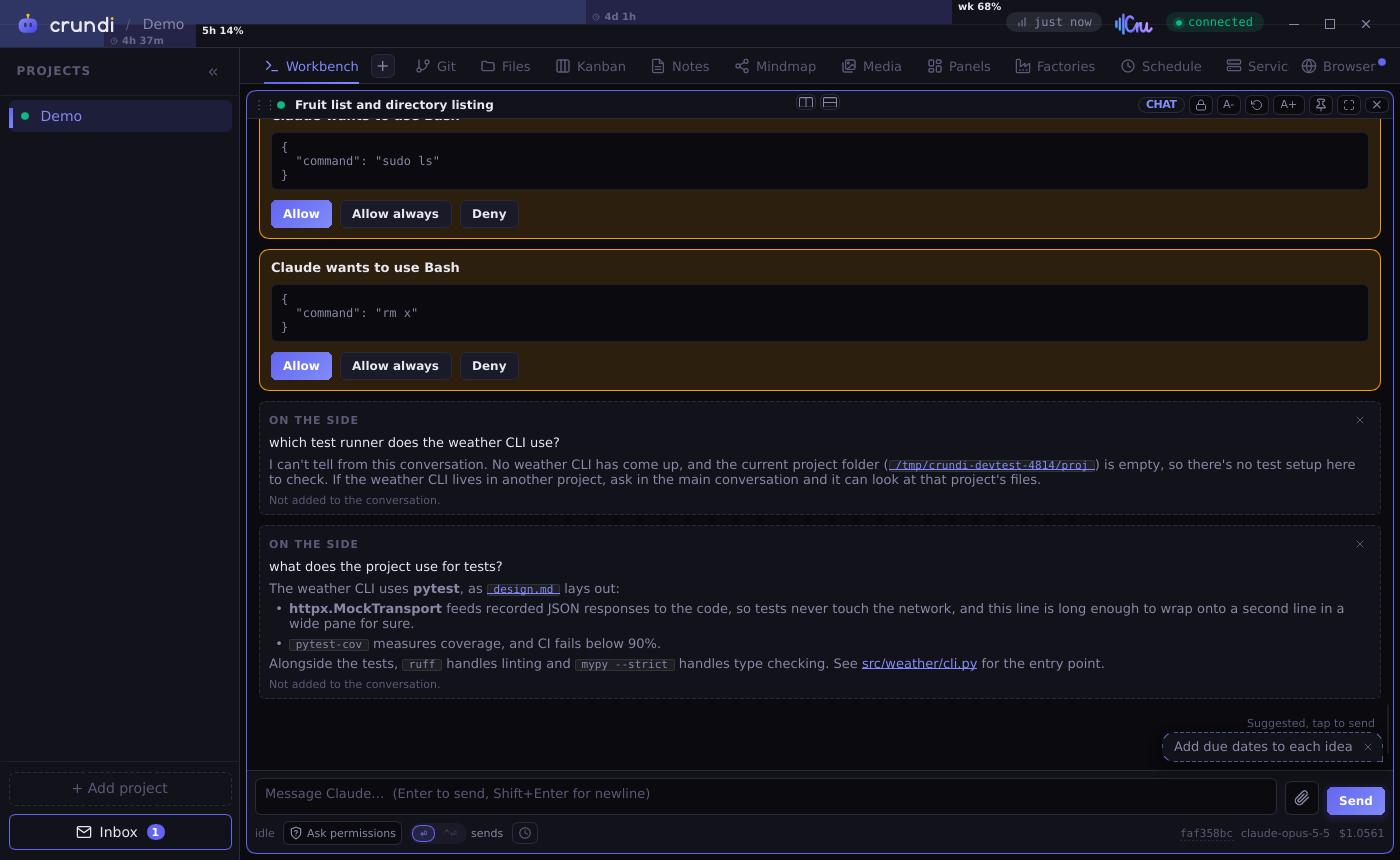 crundi / Demo
4d 1h
wk 68%
4h 37m
5h 14%
just now
Cru
connected
PROJECTS
«
Workbench
+
Git
Files
Kanban
Notes
Mindmap
Media
Panels
Factories
Schedule
Servic
Browser
Demo
Fruit list and directory listing
CHAT
A-
A+
Claude wants to use Bash
{
"command": "sudo ls"
}
Allow
Allow always
Deny
Claude wants to use Bash
{
"command": "rm x"
}
Allow
Allow always
Deny
ON THE SIDE
which test runner does the weather CLI use?
I can't tell from this conversation. No weather CLI has come up, and the current project folder ( /tmp/crundi-devtest-4814/proj ) is empty, so there's no test setup here
to check. If the weather CLI lives in another project, ask in the main conversation and it can look at that project's files.
Not added to the conversation.
ON THE SIDE
what does the project use for tests?
The weather CLI uses pytest, as design.md lays out:
• httpx.MockTransport feeds recorded JSON responses to the code, so tests never touch the network, and this line is long enough to wrap onto a second line in a
wide pane for sure.
• pytest-cov measures coverage, and CI fails below 90%.
Alongside the tests, ruff handles linting and mypy --strict handles type checking. See src/weather/cli.py for the entry point.
Not added to the conversation.
Suggested, tap to send
Add due dates to each idea ×
Message Claude... (Enter to send, Shift+Enter for newline)
Send
+ Add project
Inbox 1
idle
Ask permissions
sends
faf358bc
claude-opus-5-5
$1.0561